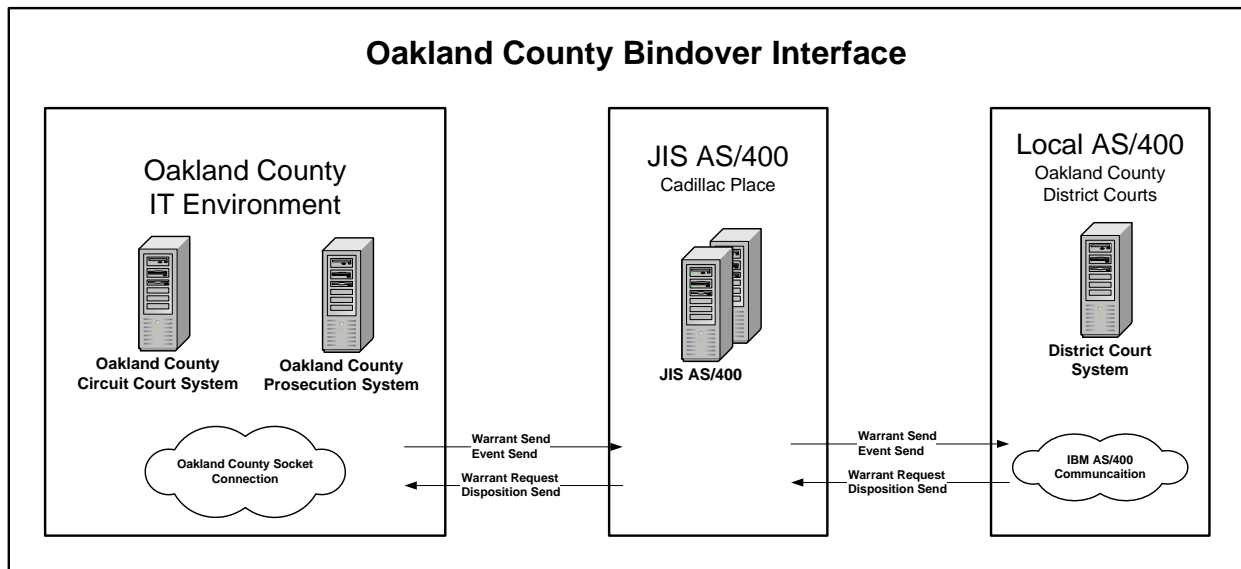 Oakland County Bindover Interface
Oakland County
IT Environment
Oakland County
Circuit Court System
Oakland County
Prosecution System
Oakland County Socket
Connection
Warrant Send
Event Send
Warrant Request
Disposition Send
JIS AS/400
Cadillac Place
JIS AS/400
Warrant Send
Event Send
Warrant Request
Disposition Send
Local AS/400
Oakland County
District Courts
District Court
System
IBM AS/400
Communcaition